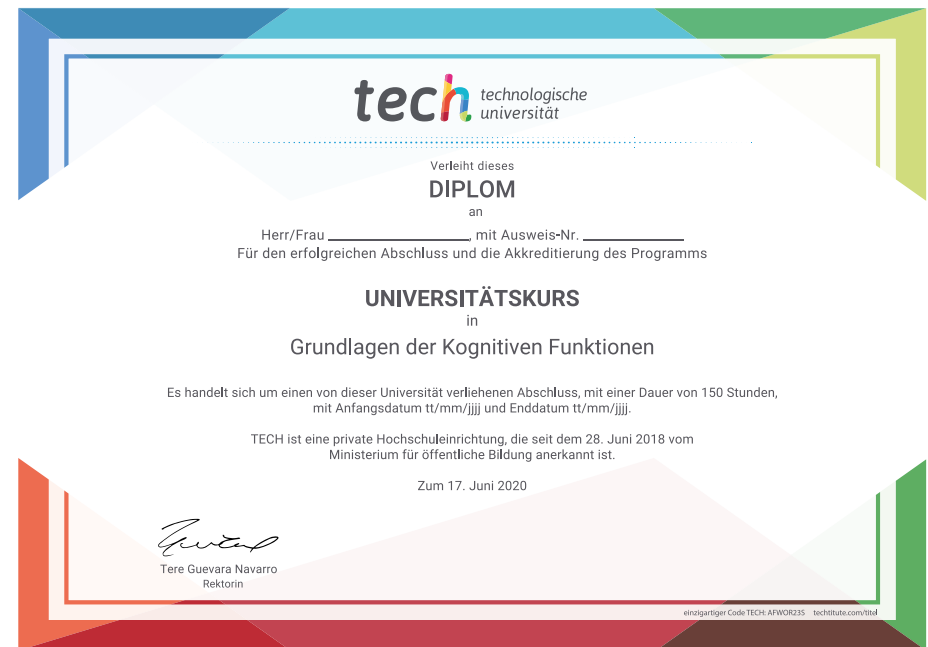 tech technologische
universität
Verleiht dieses
DIPLOM
an
Herr/Frau ___________________, mit Ausweis-Nr. ______________
Für den erfolgreichen Abschluss und die Akkreditierung des Programms
UNIVERSITÄTSKURS
in
Grundlagen der Kognitiven Funktionen
Es handelt sich um einen von dieser Universität verliehenen Abschluss, mit einer Dauer von 150 Stunden,
mit Anfangsdatum tt/mm/jjjj und Enddatum tt/mm/jjjj.
TECH ist eine private Hochschuleinrichtung, die seit dem 28. Juni 2018 vom
Ministerium für öffentliche Bildung anerkannt ist.
Zum 17. Juni 2020
Tere Guevara Navarro
Rektorin
einzigartiger Code TECH: AFWOR23S techtitute.com/titel